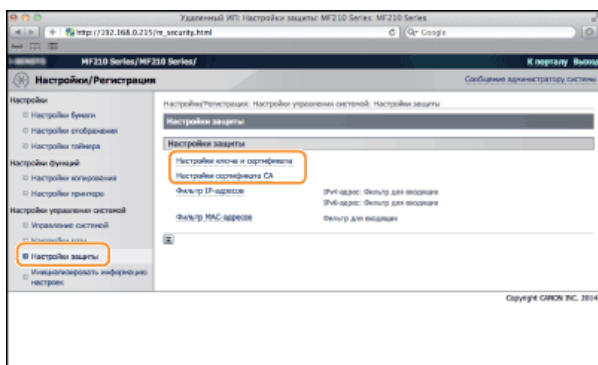 Удаленный ИП: Настройки защиты: MF210 Series: MF210 Series
http://192.168.0.215/m_security.html
Google
MF210 Series/MF210 Series/
К порталу Выход
Настройки/Регистрация
Сообщение администратору системы
Настройки
Настройки бумаги
Настройки отображения
Настройки таймера
Настройки функций
Настройки копирования
Настройки принтера
Настройки управления системой
Управление системой
Настройки сети
Настройки защиты
Инициализировать информацию
настроек
Настройки/Регистрация: Настройки управления системой: Настройки защиты
Настройки защиты
Настройки защиты
Настройки ключа и сертификата
Настройки сертификата CA
Фильтр IP-адресов
IPv4-адрес: Фильтр для входящих
IPv6-адрес: Фильтр для входящих
Фильтр MAC-адресов
Фильтр для входящих
Copyright CANON INC. 2014